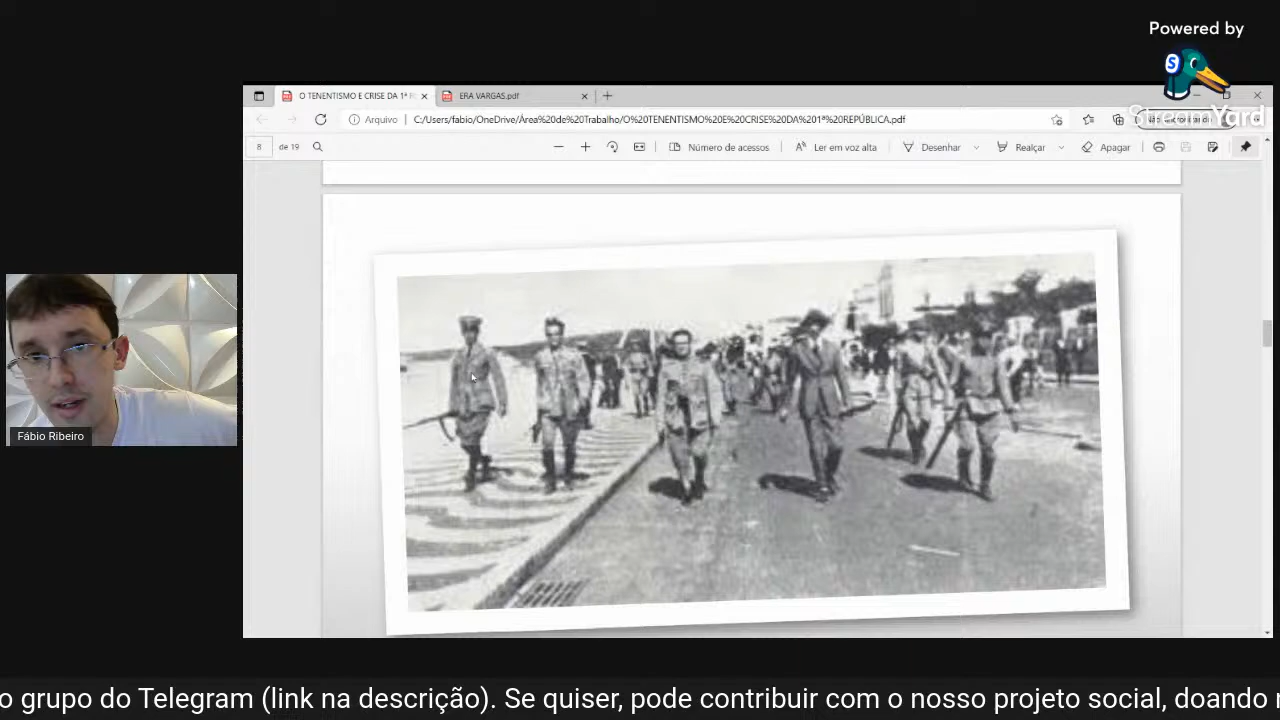 Powered by
S
StreamYard
O TENENTISMO E CRISE DA 1ª
ERA VARGAS.pdf
Arquivo
C:/Users/fabio/OneDrive/Área%20de%20Trabalho/O%20TENENTISMO%20E%20CRISE%20DA%201ª%20REPÚBLICA.pdf
8 de 19
Número de acessos
Ler em voz alta
Desenhar
Realçar
Apagar
Fábio Ribeiro
o grupo do Telegram (link na descrição). Se quiser, pode contribuir com o nosso projeto social, doando